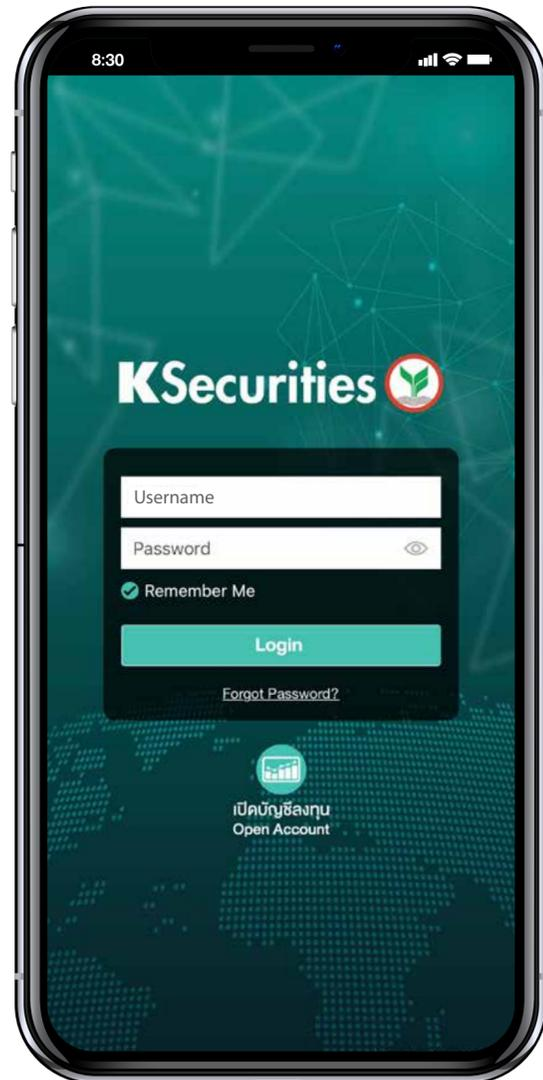 8:30
KSecurities
Username
Password
Remember Me
Login
Forgot Password?
เปิดบัญชีลงทุน
Open Account